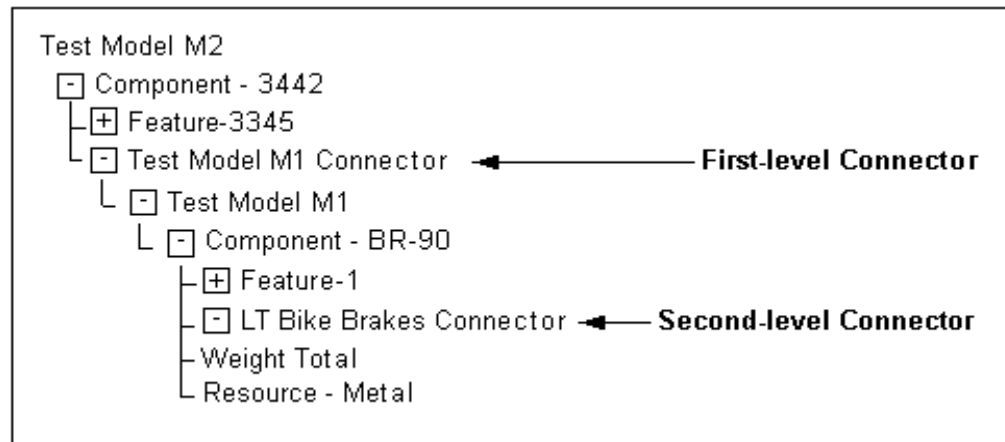 Test Model M2
Component - 3442
Feature-3345
Test Model M1 Connector First-level Connector
Test Model M1
Component - BR-90
Feature-1
LT Bike Brakes Connector Second-level Connector
Weight Total
Resource - Metal